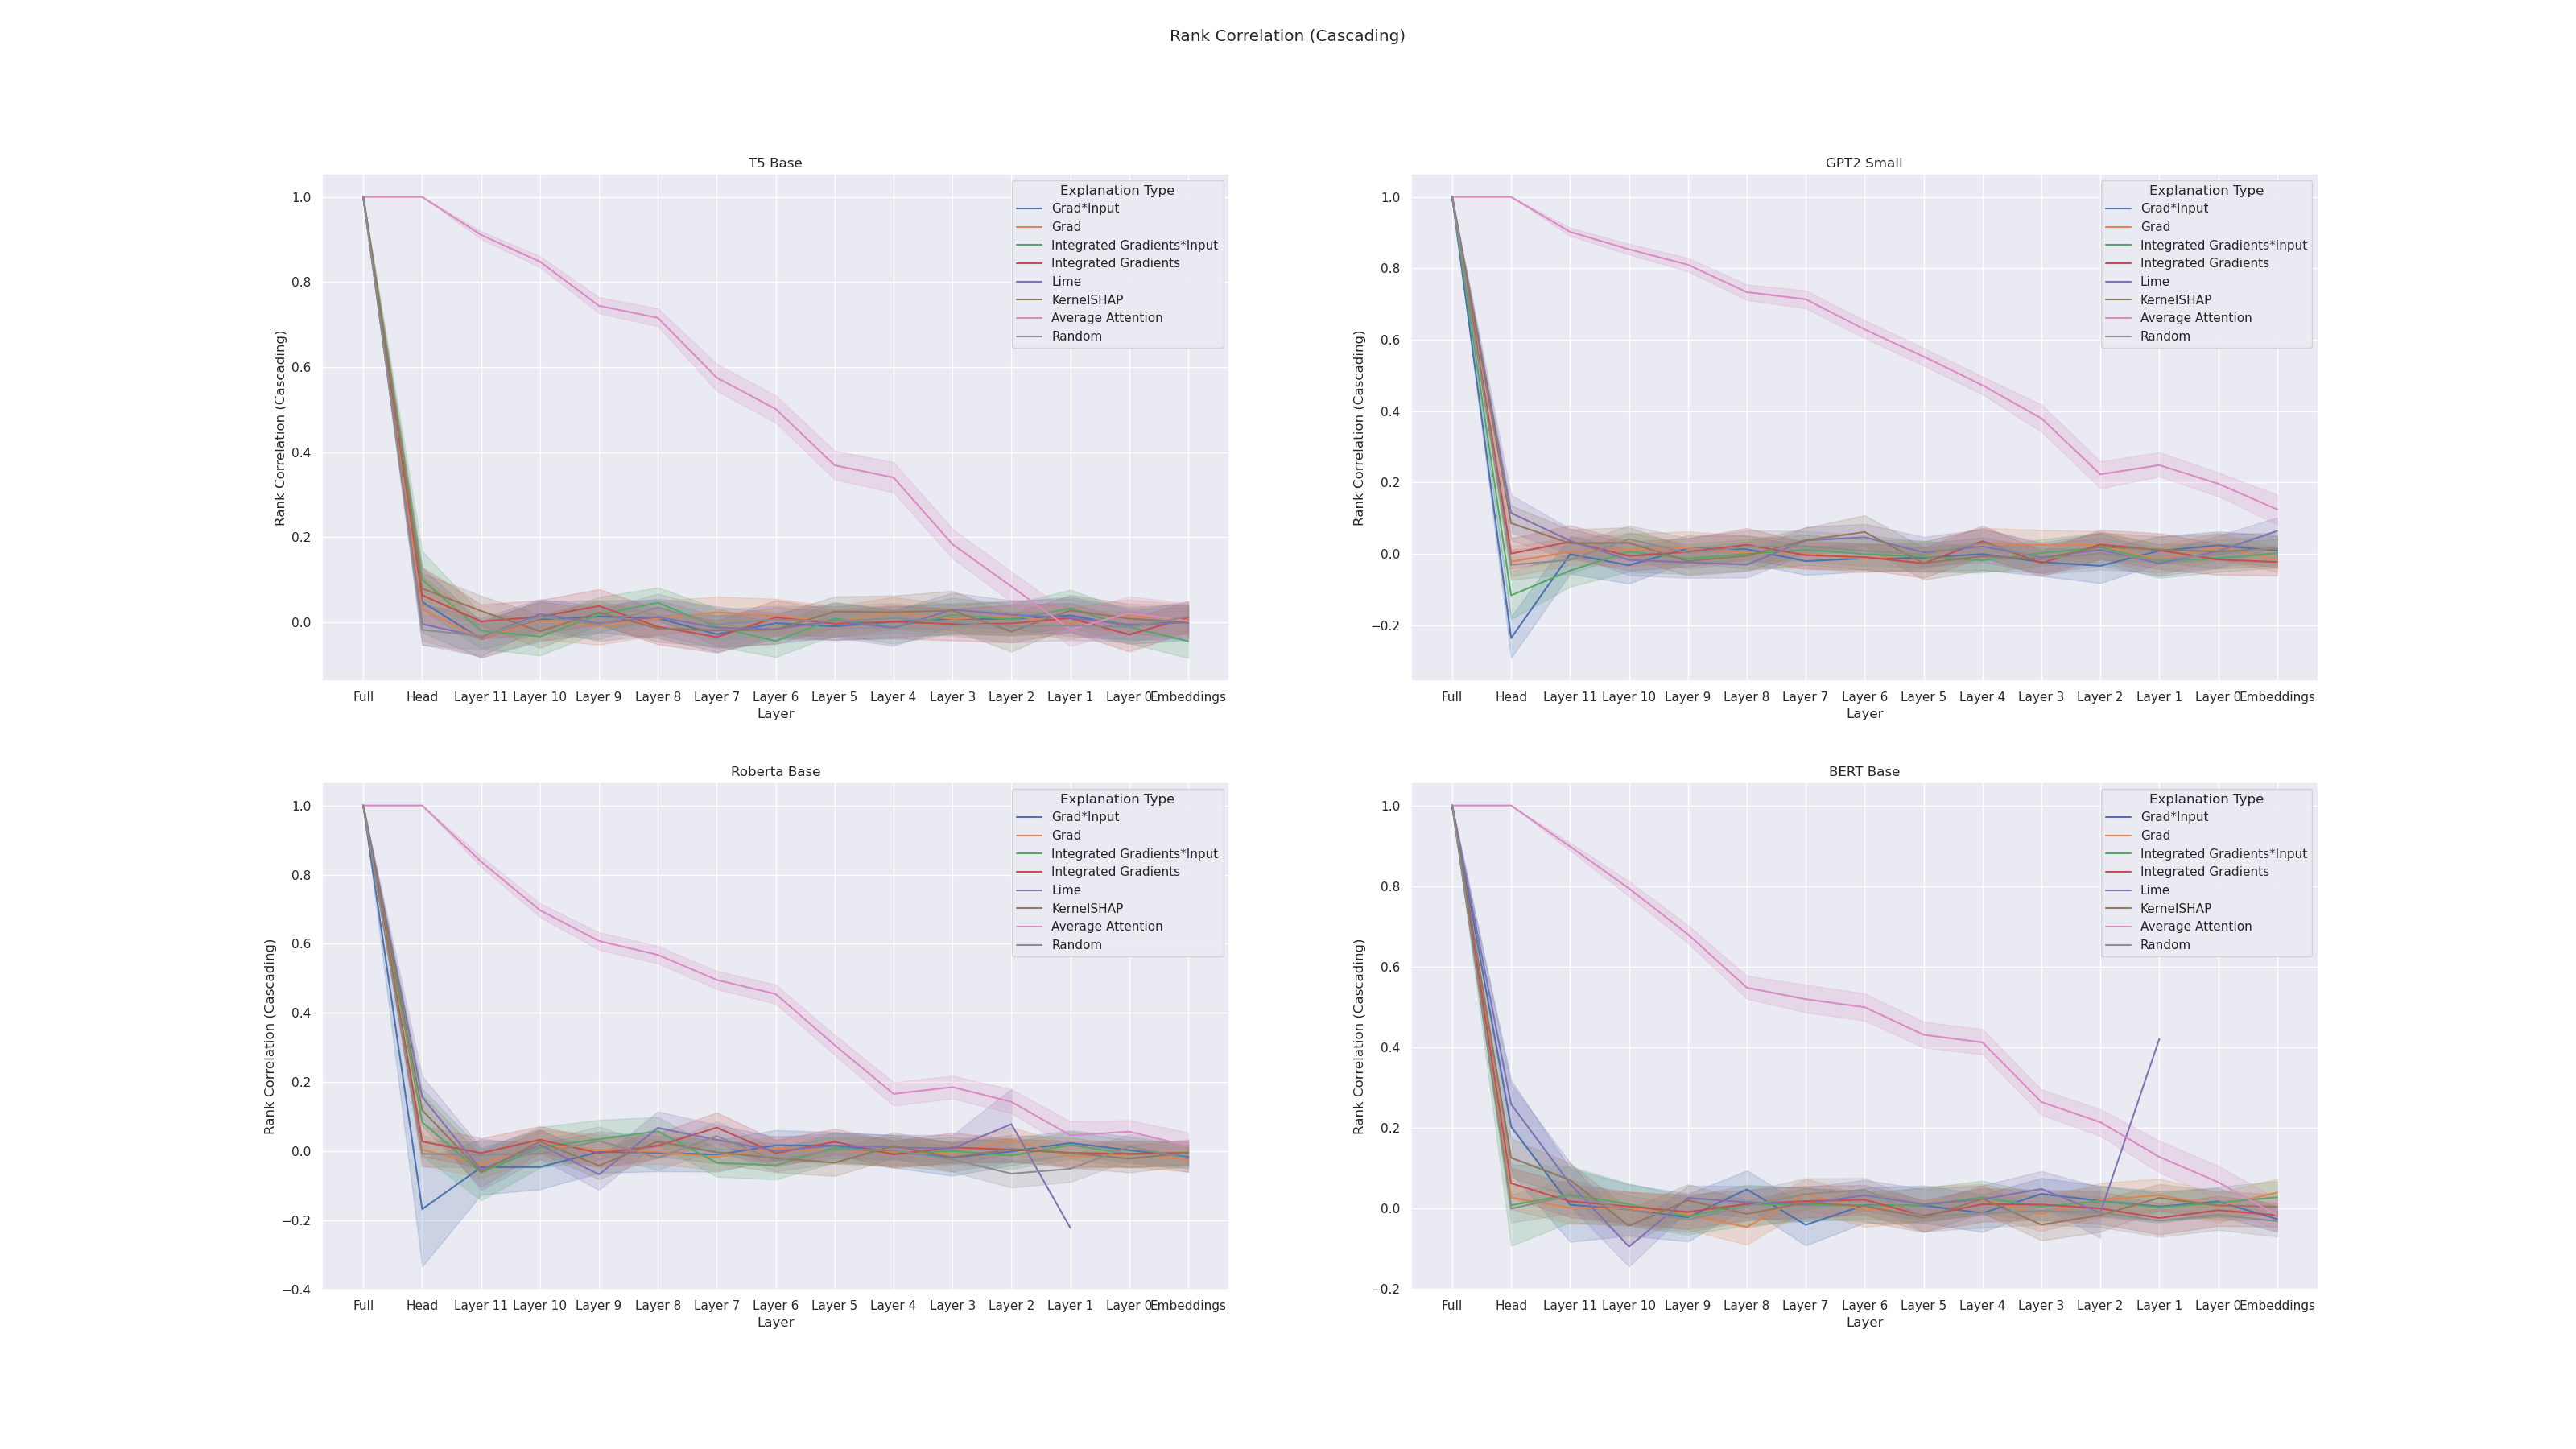 Rank Correlation (Cascading)
T5 Base
Rank Correlation (Cascading)
1.0
0.8
0.6
0.4
0.2
0.0
Explanation Type
Grad*Input
Grad
Integrated Gradients*Input
Integrated Gradients
Lime
KernelSHAP
Average Attention
Random
Full Head Layer 11 Layer 10 Layer 9 Layer 8 Layer 7 Layer 6 Layer 5 Layer 4 Layer 3 Layer 2 Layer 1 Layer 0 Embeddings
Layer
GPT2 Small
Rank Correlation (Cascading)
1.0
0.8
0.6
0.4
0.2
0.0
−0.2
Explanation Type
Grad*Input
Grad
Integrated Gradients*Input
Integrated Gradients
Lime
KernelSHAP
Average Attention
Random
Full Head Layer 11 Layer 10 Layer 9 Layer 8 Layer 7 Layer 6 Layer 5 Layer 4 Layer 3 Layer 2 Layer 1 Layer 0 Embeddings
Layer
Roberta Base
Rank Correlation (Cascading)
1.0
0.8
0.6
0.4
0.2
0.0
−0.2
−0.4
Explanation Type
Grad*Input
Grad
Integrated Gradients*Input
Integrated Gradients
Lime
KernelSHAP
Average Attention
Random
Full Head Layer 11 Layer 10 Layer 9 Layer 8 Layer 7 Layer 6 Layer 5 Layer 4 Layer 3 Layer 2 Layer 1 Layer 0 Embeddings
Layer
BERT Base
Rank Correlation (Cascading)
1.0
0.8
0.6
0.4
0.2
0.0
−0.2
Explanation Type
Grad*Input
Grad
Integrated Gradients*Input
Integrated Gradients
Lime
KernelSHAP
Average Attention
Random
Full Head Layer 11 Layer 10 Layer 9 Layer 8 Layer 7 Layer 6 Layer 5 Layer 4 Layer 3 Layer 2 Layer 1 Layer 0 Embeddings
Layer